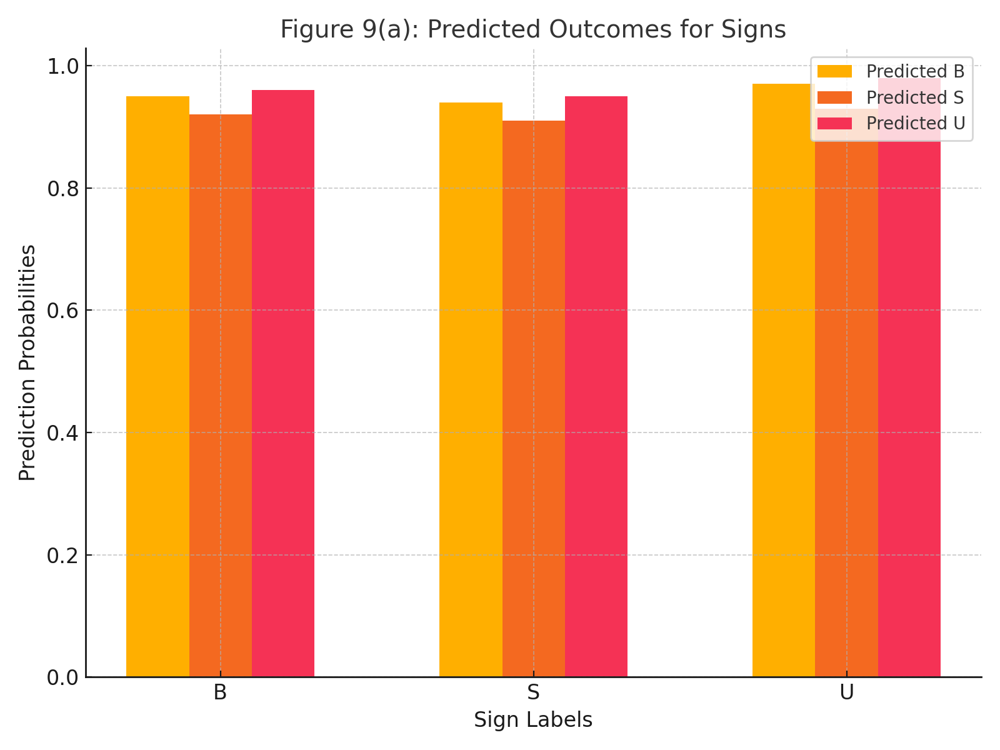 Figure 9(a): Predicted Outcomes for Signs
Predicted B
Predicted S
Predicted U
1.0
0.8
0.6
0.4
0.2
0.0
Prediction Probabilities
B
S
U
Sign Labels